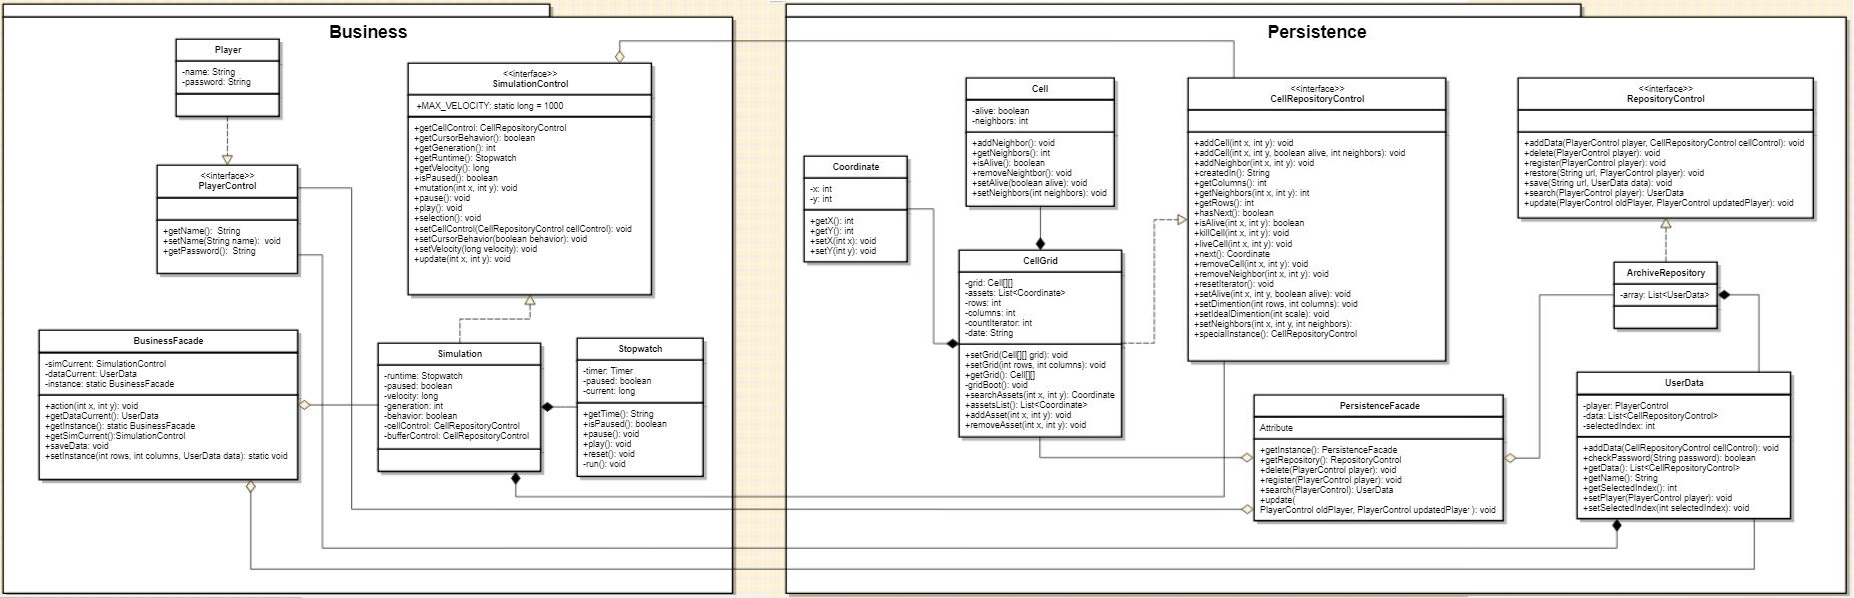 Business
Player
-name: String
-password: String
<<interface>>
PlayerControl
+getName():  String
+setName(String name):  void
+getPassword():  String
<<interface>>
SimulationControl
+MAX_VELOCITY: static long = 1000
+getCellControl: CellRepositoryControl
+getCursorBehavior(): boolean
+getGeneration(): int
+getRuntime(): Stopwatch
+getVelocity(): long
+isPaused(): boolean
+mutation(int x, int y): void
+pause(): void
+play(): void
+selection(): void
+setCellControl(CellRepositoryControl cellControl): void
+setCursorBehavior(boolean behavior): void
+setVelocity(long velocity): void
+update(int x, int y): void
BusinessFacade
-simCurrent: SimulationControl
-dataCurrent: UserData
-instance: static BusinessFacade
+action(int x, int y): void
+getDataCurrent(): UserData
+getInstance(): static BusinessFacade
+getSimCurrent():SimulationControl
+saveData: void
+setInstance(int rows, int columns, UserData data): static void
Simulation
-runtime: Stopwatch
-paused: boolean
-velocity: long
-generation: int
-behavior: boolean
-cellControl: CellRepositoryControl
-bufferControl: CellRepositoryControl
Stopwatch
-timer: Timer
-paused: boolean
-current: long
+getTime(): String
+isPaused(): boolean
+pause(): void
+play(): void
+reset(): void
-run(): void
Persistence
Coordinate
-x: int
-y: int
+getX(): int
+getY(): int
+setX(int x): void
+setY(int y): void
Cell
-alive: boolean
-neighbors: int
+addNeighbor(): void
+getNeighbors(): int
+isAlive(): boolean
+removeNeightbor(): void
+setAlive(boolean alive): void
+setNeighbors(int neighbors): void
CellGrid
-grid: Cell[][]
-assets: List<Coordinate>
-rows: int
-columns: int
-countIterator: int
-date: String
+setGrid(Cell[][] grid): void
+setGrid(int rows, int columns): void
+getGrid(): Cell[][]
-gridBoot(): void
+searchAssets(int x, int y): Coordinate
+assetsList(): List<Coordinate>
+addAsset(int x, int y): void
+removeAsset(int x, int y): void
<<interface>>
CellRepositoryControl
+addCell(int x, int y): void
+addCell(int x, int y, boolean alive, int neighbors): void
+addNeighbor(int x, int y): void
+createdIn(): String
+getColumns(): int
+getNeighbors(int x, int y): int
+getRows(): int
+hasNext(): boolean
+isAlive(int x, int y): boolean
+killCell(int x, int y): void
+liveCell(int x, int y): void
+next(): Coordinate
+removeCell(int x, int y): void
+removeNeighbor(int x, int y): void
+resetIterator(): void
+setAlive(int x, int y, boolean alive): void
+setDimention(int rows, int columns): void
+setIdealDimention(int scale): void
+setNeighbors(int x, int y, int neighbors):
+specialInstance(): CellRepositoryControl
<<interface>>
RepositoryControl
+addData(PlayerControl player, CellRepositoryControl cellControl): void
+delete(PlayerControl player): void
+register(PlayerControl player): void
+restore(String url, PlayerControl player): void
+save(String url, UserData data): void
+search(PlayerControl player): UserData
+update(PlayerControl oldPlayer, PlayerControl updatedPlayer): void
ArchiveRepository
-array: List<UserData>
PersistenceFacade
Attribute
+getInstance(): PersistenceFacade
+getRepository(): RepositoryControl
+delete(PlayerControl player): void
+register(PlayerControl player): void
+search(PlayerControl): UserData
+update(
PlayerControl oldPlayer, PlayerControl updatedPlayer ): void
UserData
-player: PlayerControl
-data: List<CellRepositoryControl>
-selectedIndex: int
+addData(CellRepositoryControl cellControl): void
+checkPassword(String password): boolean
+getData(): List<CellRepositoryControl>
+getName(): String
+getSelectedIndex(): int
+setPlayer(PlayerControl player): void
+setSelectedIndex(int selectedIndex): void